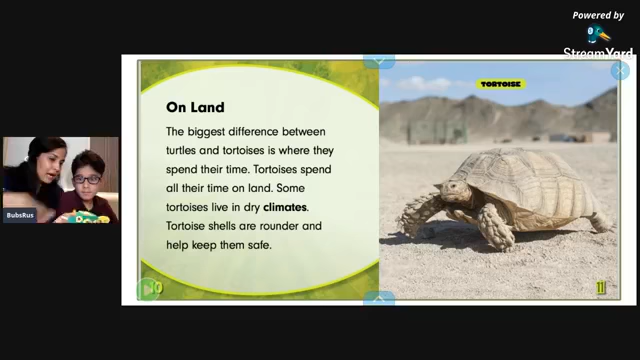 Powered by
StreamYard
TORTOISE
On Land
The biggest difference between
turtles and tortoises is where they
spend their time. Tortoises spend
all their time on land. Some
tortoises live in dry climates.
Tortoise shells are rounder and
help keep them safe.
BubsRus
10
11